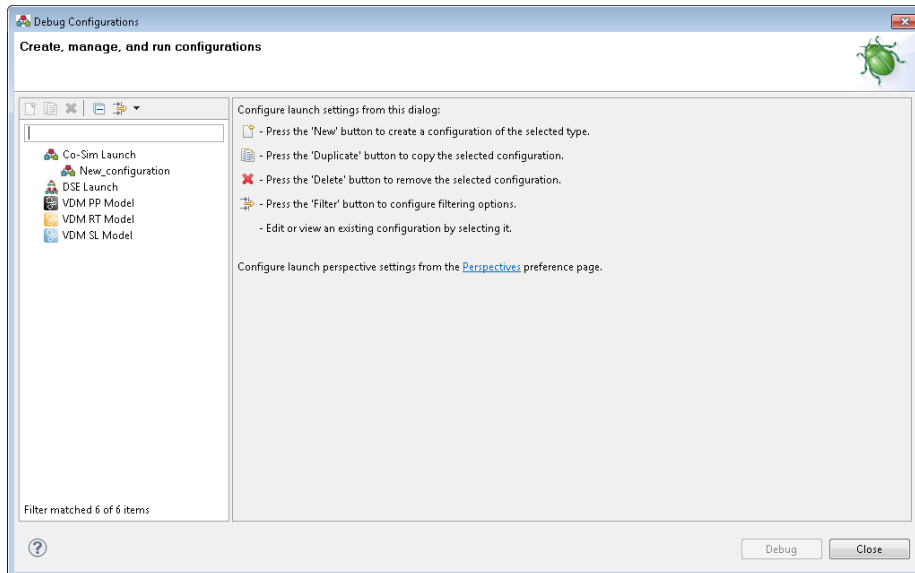 Debug Configurations
Create, manage, and run configurations
Configure launch settings from this dialog:
- Press the 'New' button to create a configuration of the selected type.
- Press the 'Duplicate' button to copy the selected configuration.
- Press the 'Delete' button to remove the selected configuration.
- Press the 'Filter' button to configure filtering options.
- Edit or view an existing configuration by selecting it.
Configure launch perspective settings from the Perspectives preference page.
Co-Sim Launch
New_configuration
DSE Launch
VDM PP Model
VDM RT Model
VDM SL Model
Filter matched 6 of 6 items
Debug
Close